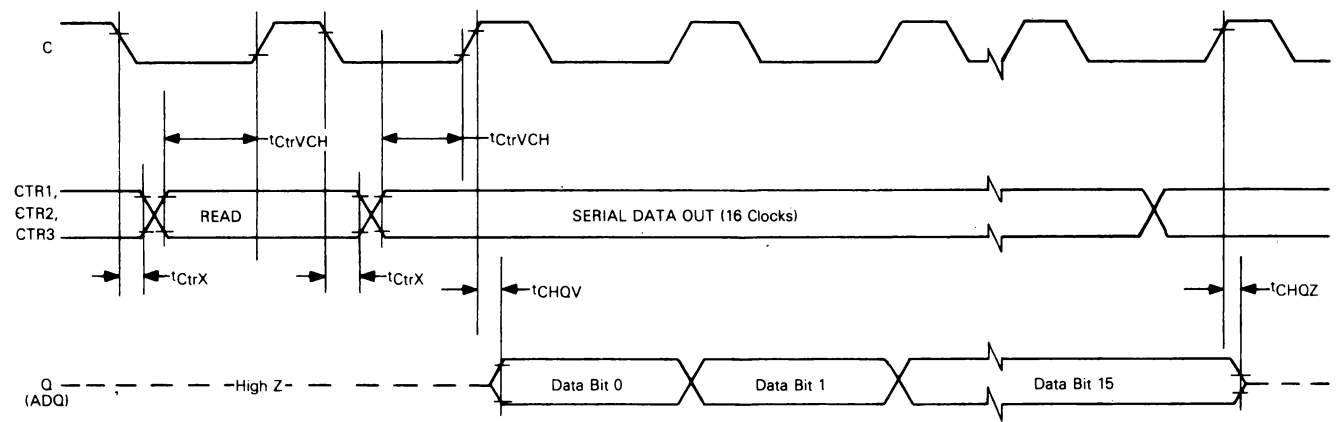 C
tCtrVCH
tCtrVCH
CTR1,
CTR2,
CTR3
READ
SERIAL DATA OUT (16 Clocks)
tCtrX
tCtrX
tCHQV
tCHQZ
Q
(ADQ)
High Z
Data Bit 0
Data Bit 1
Data Bit 15